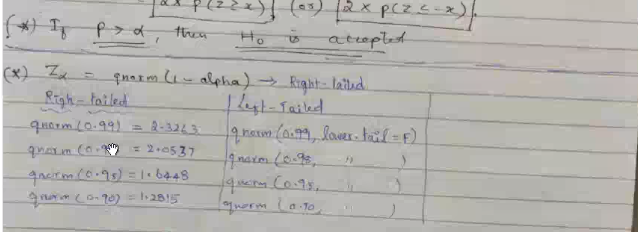 2 x P(Z ≥ x) (or) 2 x P(Z ≤ -x)
(*) If P > α, then H0 is accepted
(*) Zα = qnorm(1 - alpha) → Right-tailed
Righ-tailed Left-Tailed
qnorm(0.99) = 2.3263 qnorm(0.99, lower.tail=F)
qnorm(0.98 = 2.0537 qnorm(0.98, " )
qnorm(0.95) = 1.6448 qnorm(0.95, " )
qnorm(0.90) = 1.2815 qnorm(0.90, " )